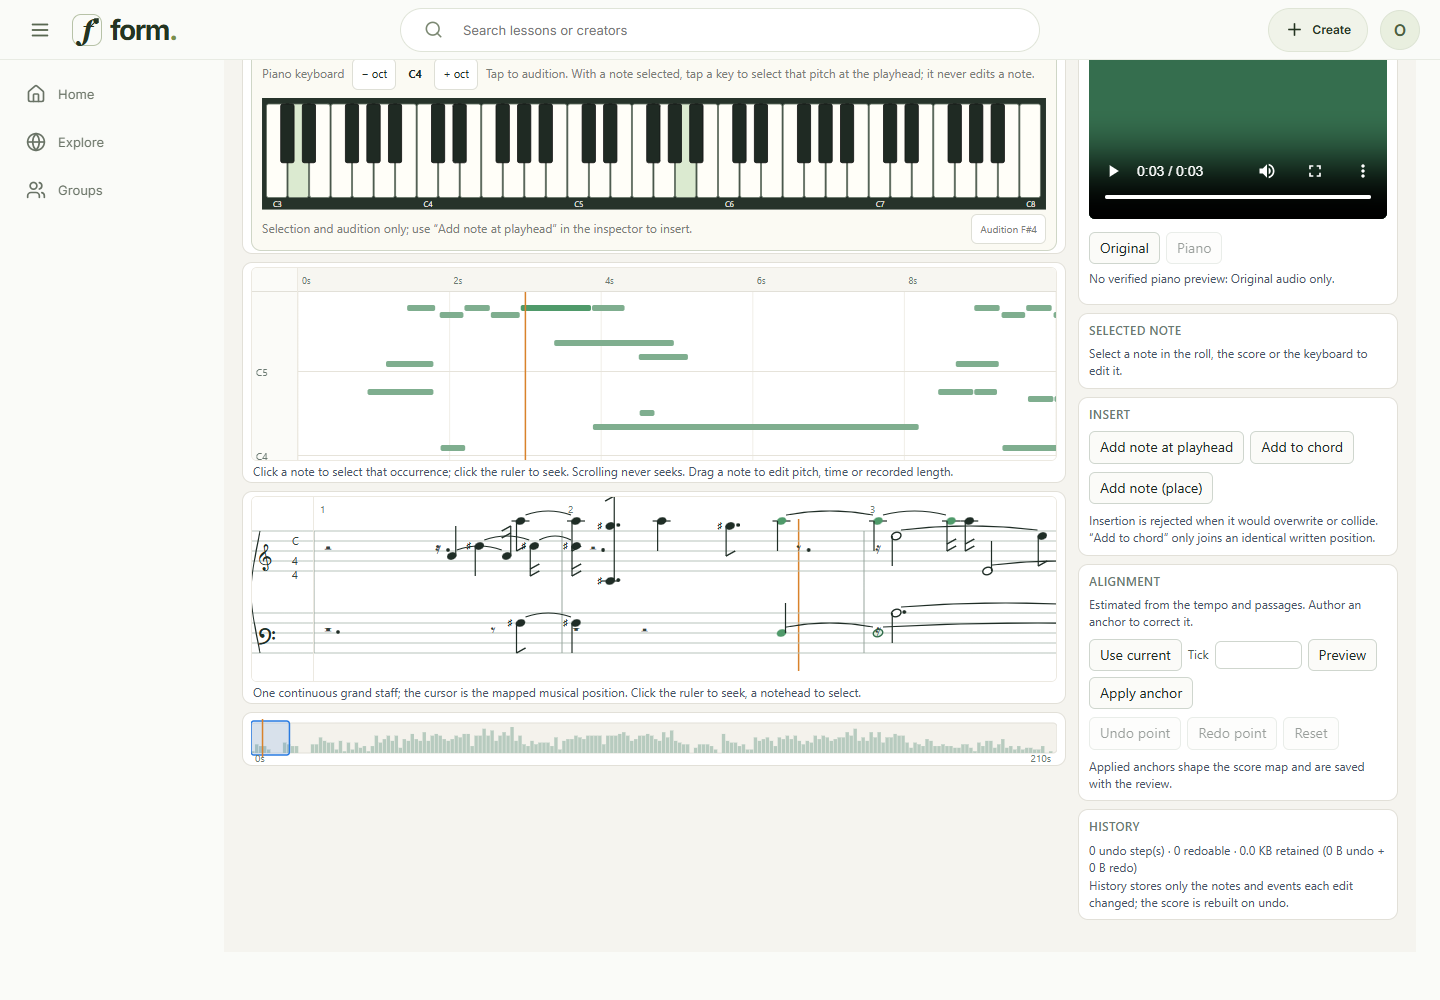 form.
Search lessons or creators
Create
O
Home
Explore
Groups
Piano keyboard
− oct
C4
+ oct
Tap to audition. With a note selected, tap a key to select that pitch at the playhead; it never edits a note.
C3
C4
C5
C6
C7
C8
Selection and audition only; use “Add note at playhead” in the inspector to insert.
Audition F#4
0s
2s
4s
6s
8s
C5
C4
Click a note to select that occurrence; click the ruler to seek. Scrolling never seeks. Drag a note to edit pitch, time or recorded length.
1
2
3
C
4
4
One continuous grand staff; the cursor is the mapped musical position. Click the ruler to seek, a notehead to select.
0s
210s
0:03 / 0:03
Original
Piano
No verified piano preview: Original audio only.
SELECTED NOTE
Select a note in the roll, the score or the keyboard to
edit it.
INSERT
Add note at playhead
Add to chord
Add note (place)
Insertion is rejected when it would overwrite or collide.
“Add to chord” only joins an identical written position.
ALIGNMENT
Estimated from the tempo and passages. Author an
anchor to correct it.
Use current
Tick
Preview
Apply anchor
Undo point
Redo point
Reset
Applied anchors shape the score map and are saved
with the review.
HISTORY
0 undo step(s) · 0 redoable · 0.0 KB retained (0 B undo +
0 B redo)
History stores only the notes and events each edit
changed; the score is rebuilt on undo.